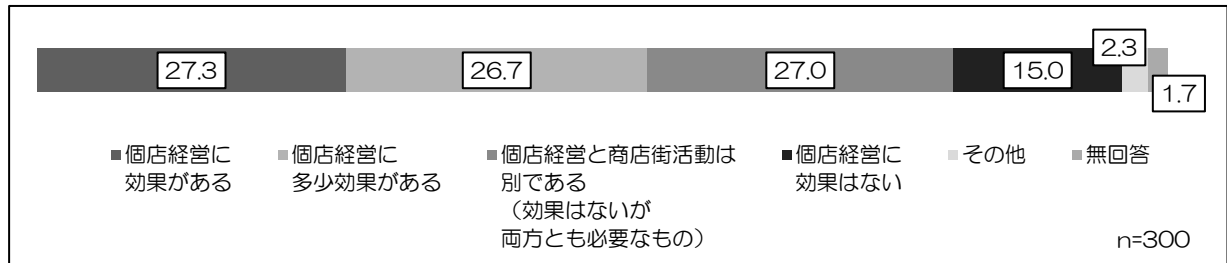 27.3
26.7
27.0
15.0
2.3
1.7
■個店経営に
効果がある
■個店経営に
多少効果がある
■個店経営と商店街活動は
別である
（効果はないが
両方とも必要なもの）
■個店経営に
効果はない
■その他
■無回答
n=300